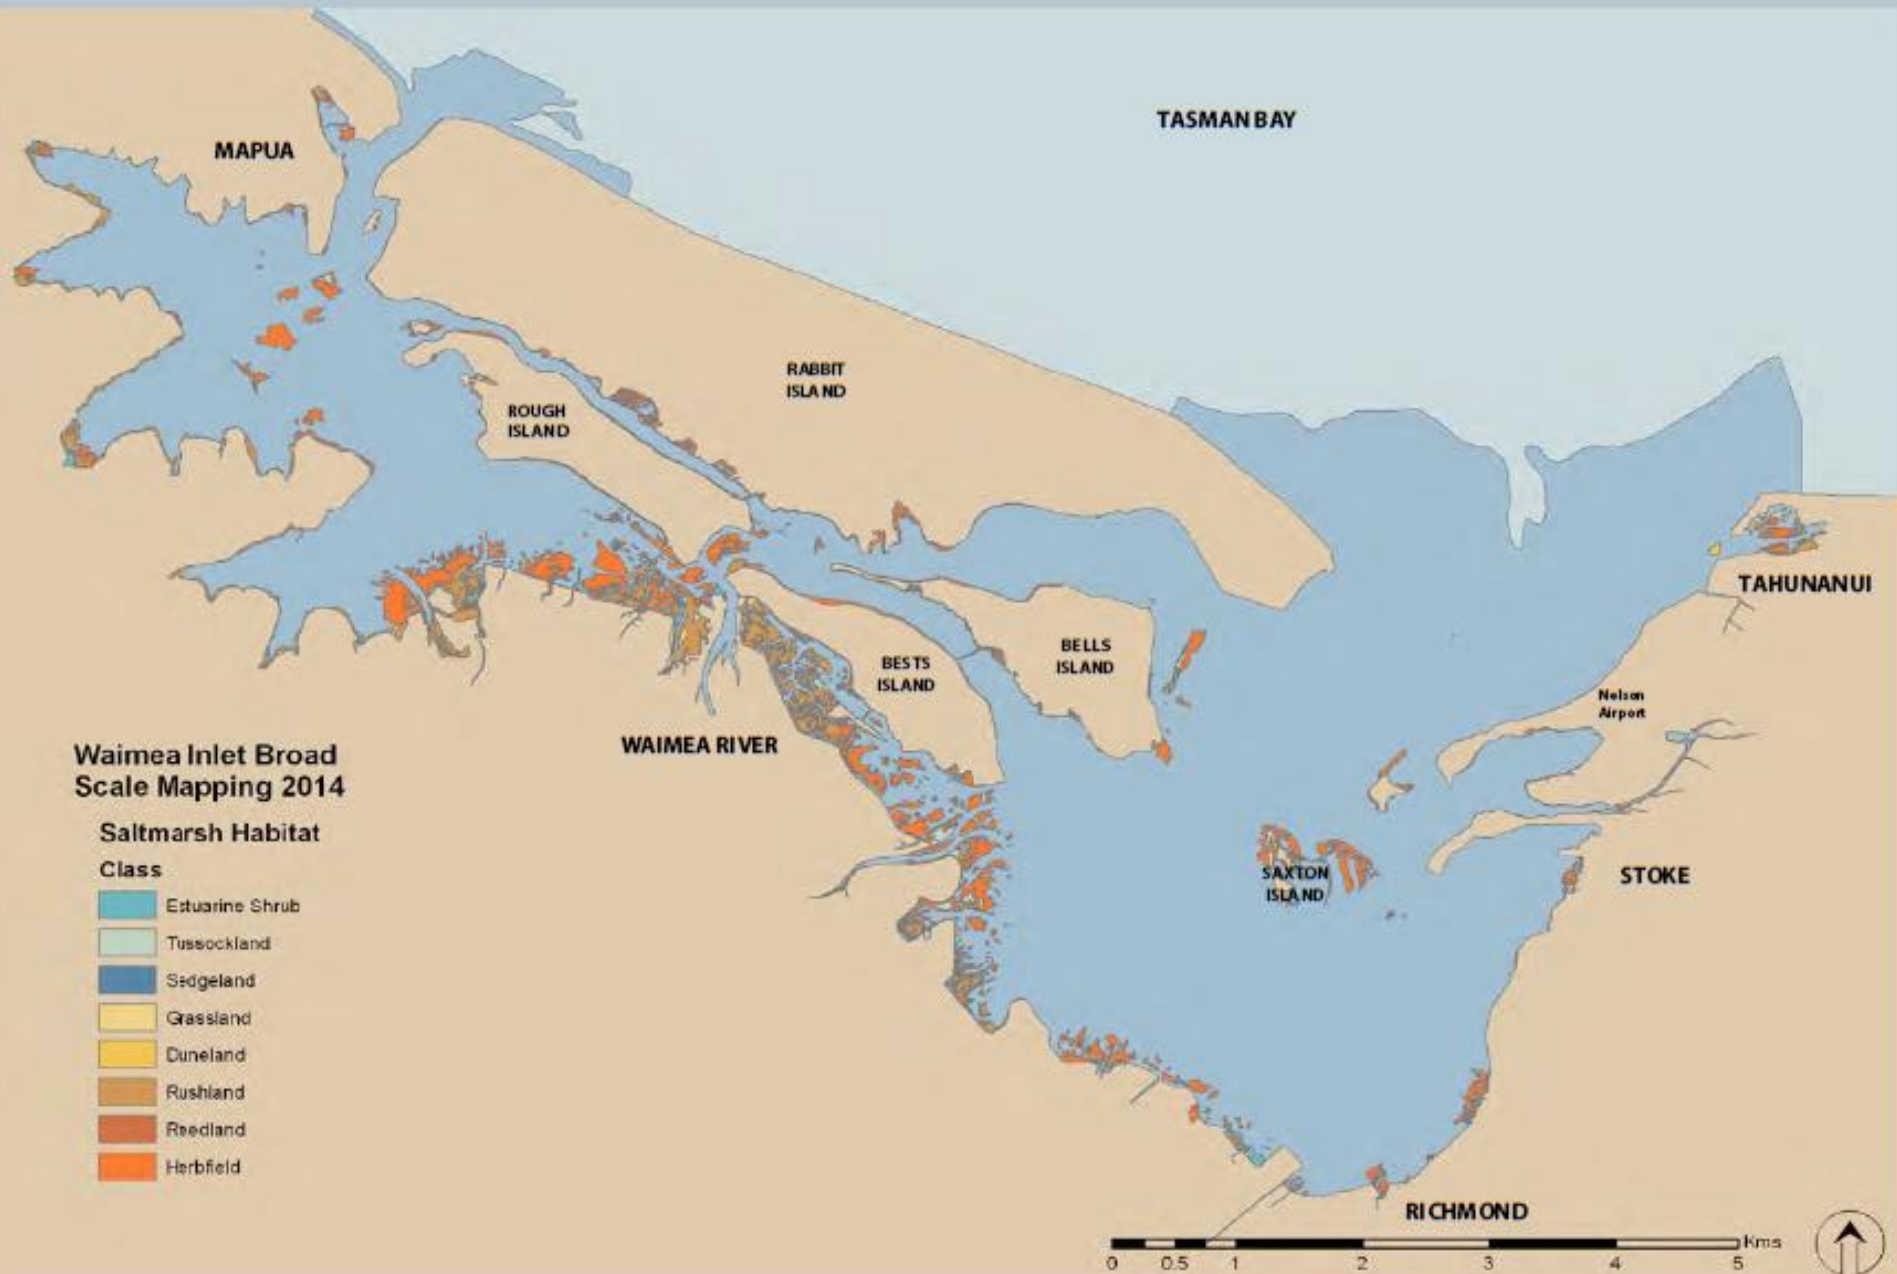 TASMAN BAY
MAPUA
RABBIT
ISLAND
ROUGH
ISLAND
TAHUNANUI
BELLS
ISLAND
BESTS
ISLAND
Nelson
Airport
WAIMEA RIVER
SAXTON
ISLAND
STOKE
Waimea Inlet Broad
Scale Mapping 2014
Saltmarsh Habitat
Class
Estuarine Shrub
Tussockland
Sedgeland
Grassland
Duneland
Rushland
Reedland
Herbfield
RICHMOND
Kms
0 0.5 1 2 3 4 5